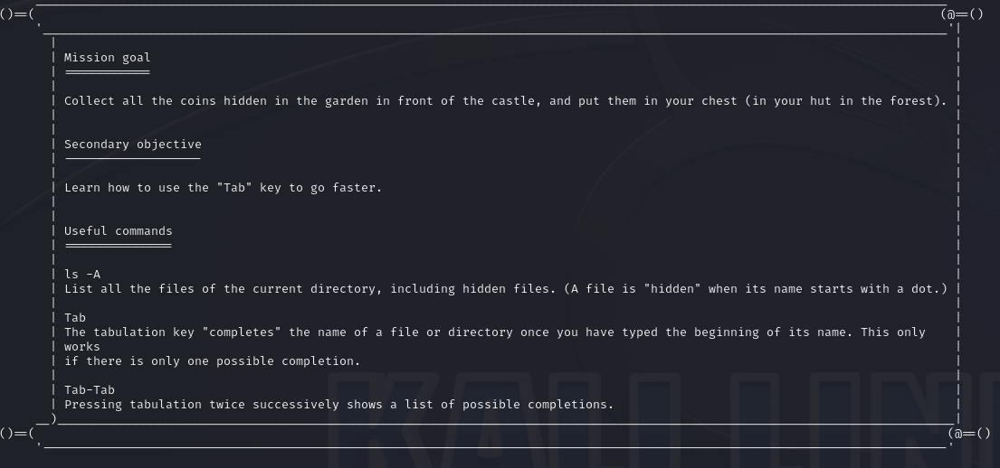 ()==( (@==()
Mission goal
============
Collect all the coins hidden in the garden in front of the castle, and put them in your chest (in your hut in the forest).
Secondary objective
-------------------
Learn how to use the "Tab" key to go faster.
Useful commands
===============
ls -A
List all the files of the current directory, including hidden files. (A file is "hidden" when its name starts with a dot.)
Tab
The tabulation key "completes" the name of a file or directory once you have typed the beginning of its name. This only
works
if there is only one possible completion.
Tab-Tab
Pressing tabulation twice successively shows a list of possible completions.
()==( (@==()
KALI LIN